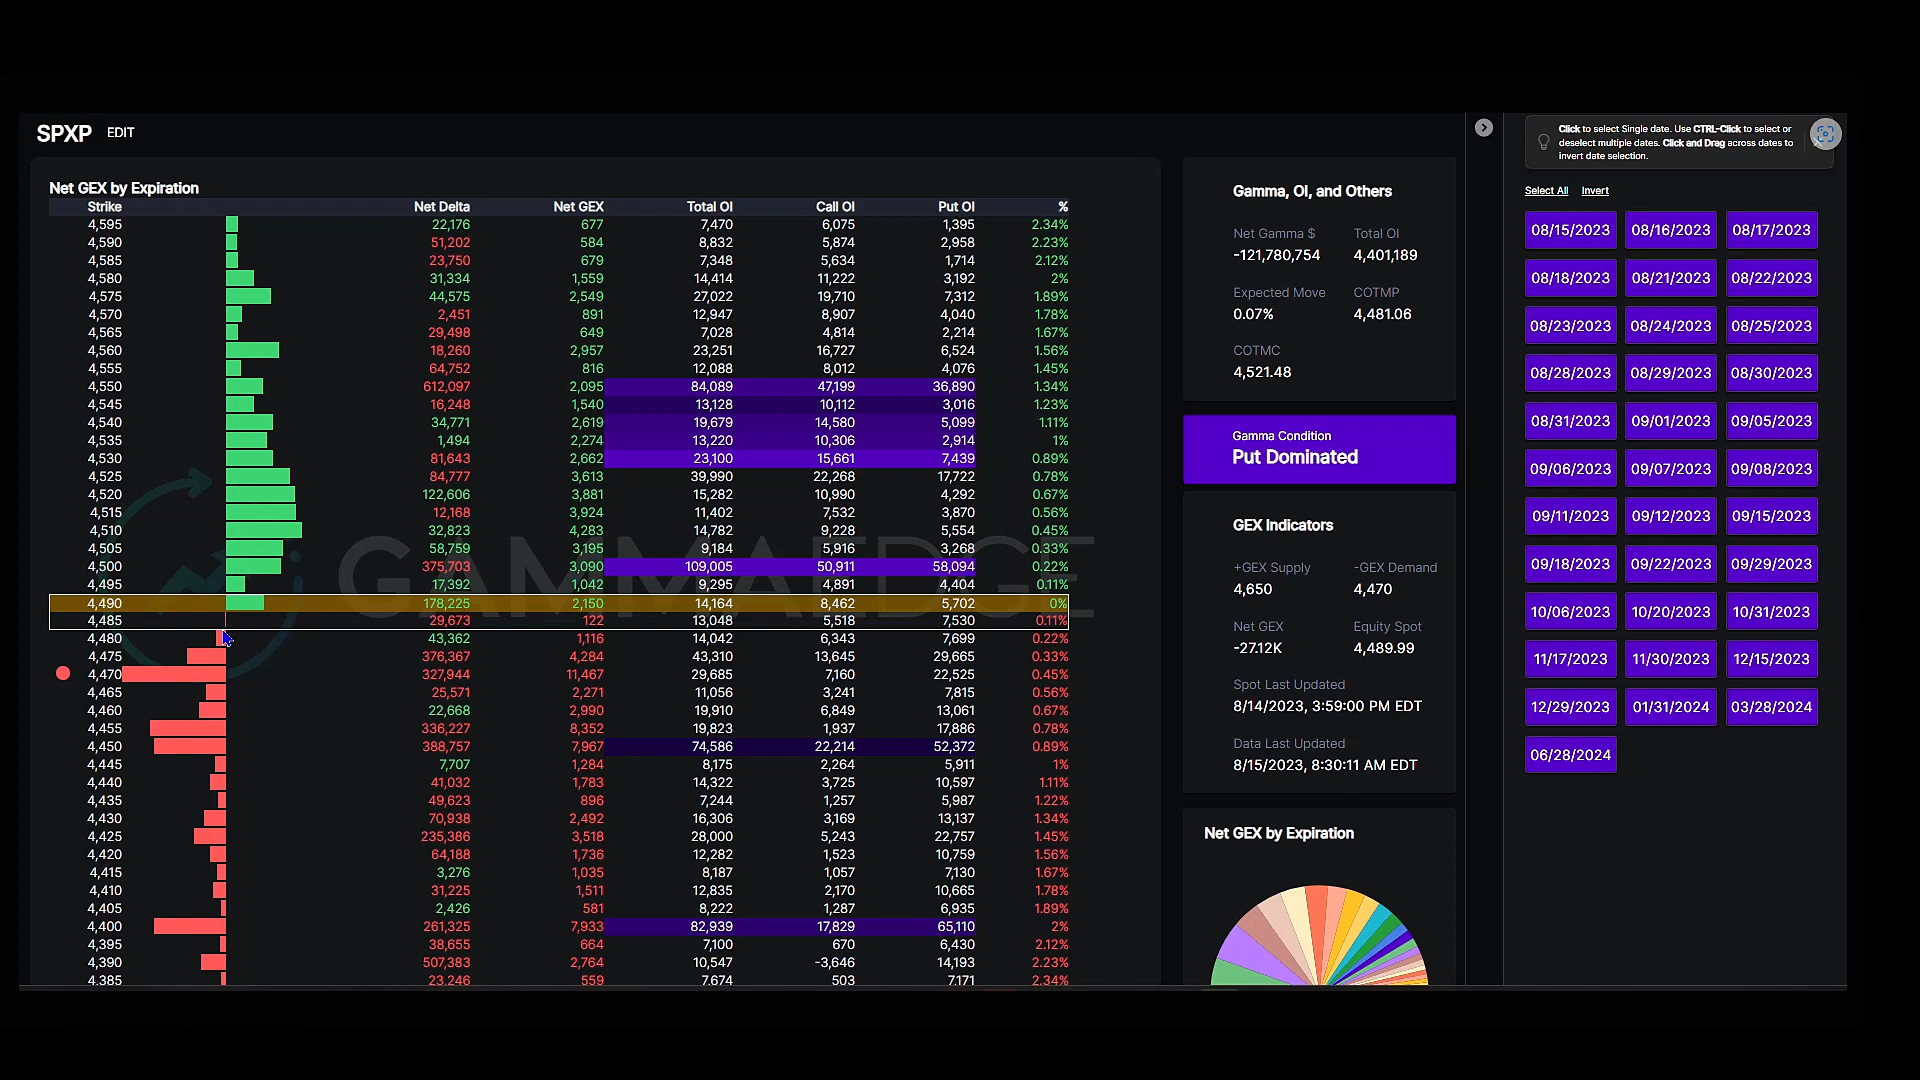 SPXP EDIT
Net GEX by Expiration
Strike Net Delta Net GEX Total OI Call OI Put OI %
4,595 22,176 677 7,470 6,075 1,395 2.34%
4,590 51,202 584 8,832 5,874 2,958 2.23%
4,585 23,750 679 7,348 5,634 1,714 2.12%
4,580 31,334 1,559 14,414 11,222 3,192 2%
4,575 44,575 2,549 27,022 19,710 7,312 1.89%
4,570 2,451 891 12,947 8,907 4,040 1.78%
4,565 29,498 649 7,028 4,814 2,214 1.67%
4,560 18,260 2,957 23,251 16,727 6,524 1.56%
4,555 64,752 816 12,088 8,012 4,076 1.45%
4,550 612,097 2,095 84,089 47,199 36,890 1.34%
4,545 16,248 1,540 13,128 10,112 3,016 1.23%
4,540 34,771 2,619 19,679 14,580 5,099 1.11%
4,535 1,494 2,274 13,220 10,306 2,914 1%
4,530 81,643 2,662 23,100 15,661 7,439 0.89%
4,525 84,777 3,613 39,990 22,268 17,722 0.78%
4,520 122,606 3,881 15,282 10,990 4,292 0.67%
4,515 12,168 3,924 11,402 7,532 3,870 0.56%
4,510 32,823 4,283 14,782 9,228 5,554 0.45%
4,505 58,759 3,195 9,184 5,916 3,268 0.33%
4,500 375,703 3,090 109,005 50,911 58,094 0.22%
4,495 17,392 1,042 9,295 4,891 4,404 0.11%
4,490 178,225 2,150 14,164 8,462 5,702 0%
4,485 29,673 122 13,048 5,518 7,530 0.11%
4,480 43,362 1,116 14,042 6,343 7,699 0.22%
4,475 376,367 4,284 43,310 13,645 29,665 0.33%
4,470 327,944 11,467 29,685 7,160 22,525 0.45%
4,465 25,571 2,271 11,056 3,241 7,815 0.56%
4,460 22,668 2,990 19,910 6,849 13,061 0.67%
4,455 336,227 8,352 19,823 1,937 17,886 0.78%
4,450 388,757 7,967 74,586 22,214 52,372 0.89%
4,445 7,707 1,284 8,175 2,264 5,911 1%
4,440 41,032 1,783 14,322 3,725 10,597 1.11%
4,435 49,623 896 7,244 1,257 5,987 1.22%
4,430 70,938 2,492 16,306 3,169 13,137 1.34%
4,425 235,386 3,518 28,000 5,243 22,757 1.45%
4,420 64,188 1,736 12,282 1,523 10,759 1.56%
4,415 3,276 1,035 8,187 1,057 7,130 1.67%
4,410 31,225 1,511 12,835 2,170 10,665 1.78%
4,405 2,426 581 8,222 1,287 6,935 1.89%
4,400 261,325 7,933 82,939 17,829 65,110 2%
4,395 38,655 664 7,100 670 6,430 2.12%
4,390 507,383 2,764 10,547 -3,646 14,193 2.23%
4,385 23,246 559 7,674 503 7,171 2.34%
GAMMAEDGE
Gamma, OI, and Others
Net Gamma $ Total OI
-121,780,754 4,401,189
Expected Move COTMP
0.07% 4,481.06
COTMC
4,521.48
Gamma Condition
Put Dominated
GEX Indicators
+GEX Supply -GEX Demand
4,650 4,470
Net GEX Equity Spot
-27.12K 4,489.99
Spot Last Updated
8/14/2023, 3:59:00 PM EDT
Data Last Updated
8/15/2023, 8:30:11 AM EDT
Net GEX by Expiration
Click to select Single date. Use CTRL-Click to select or
deselect multiple dates. Click and Drag across dates to
invert date selection.
Select All Invert
08/15/2023 08/16/2023 08/17/2023
08/18/2023 08/21/2023 08/22/2023
08/23/2023 08/24/2023 08/25/2023
08/28/2023 08/29/2023 08/30/2023
08/31/2023 09/01/2023 09/05/2023
09/06/2023 09/07/2023 09/08/2023
09/11/2023 09/12/2023 09/15/2023
09/18/2023 09/22/2023 09/29/2023
10/06/2023 10/20/2023 10/31/2023
11/17/2023 11/30/2023 12/15/2023
12/29/2023 01/31/2024 03/28/2024
06/28/2024